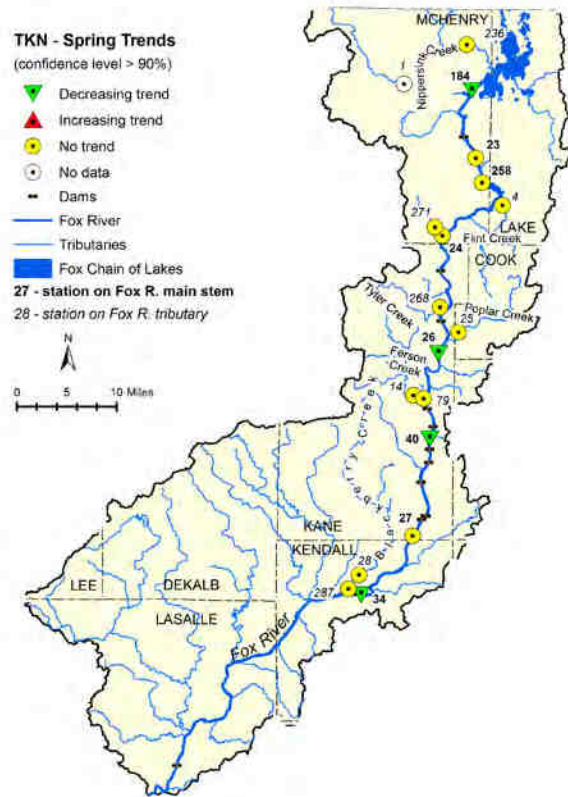 TKN - Spring Trends
(confidence level > 90%)
Decreasing trend
Increasing trend
No trend
No data
Dams
Fox River
Tributaries
Fox Chain of Lakes
27 - station on Fox R. main stem
28 - station on Fox R. tributary
N
0 5 10 Miles
MCHENRY
236
Nippersink Creek
1
184
23
258
4
271
LAKE
24
Flint Creek
COOK
268
Tyler Creek
Poplar Creek
25
26
Ferson Creek
14
79
Blackberry Creek
40
KANE
27
KENDALL
28
LEE
DEKALB
287
34
LASALLE
Fox River